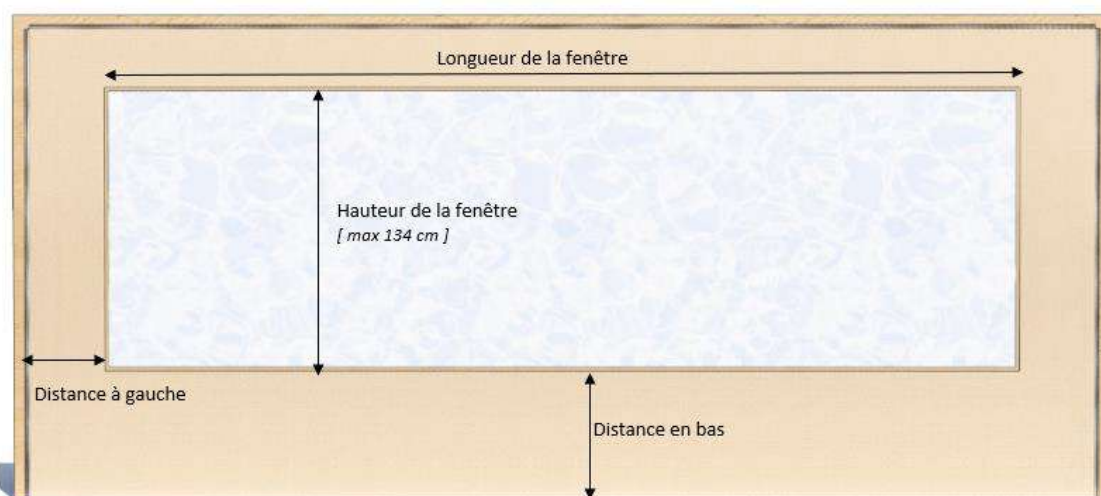 Longueur de la fenêtre
Hauteur de la fenêtre
[ max 134 cm ]
Distance à gauche
Distance en bas